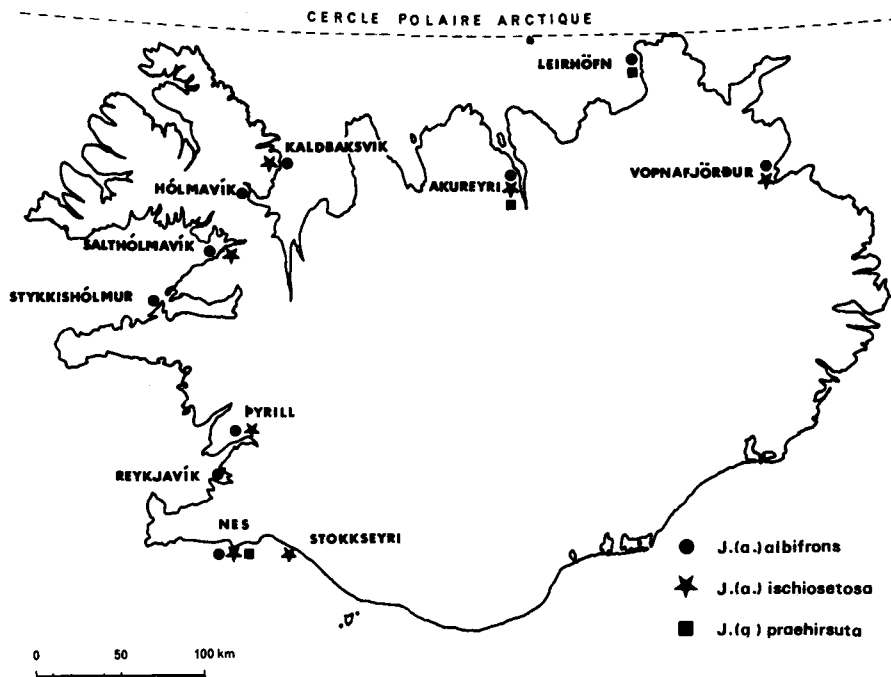 CERCLE POLAIRE ARCTIQUE
LEIRHÖFN
KALDBAKSVIK
VOPNAFJÖRÐUR
HÓLMAVÍK
AKUREYRI
SALTHÓLMAVÍK
STYKKISHÓLMUR
ÞYRILL
REYKJAVÍK
NES
STOKKSEYRI
J.(a.) albifrons
J.(a.) ischiosetosa
J.(a) praehirsuta
0 50 100 km